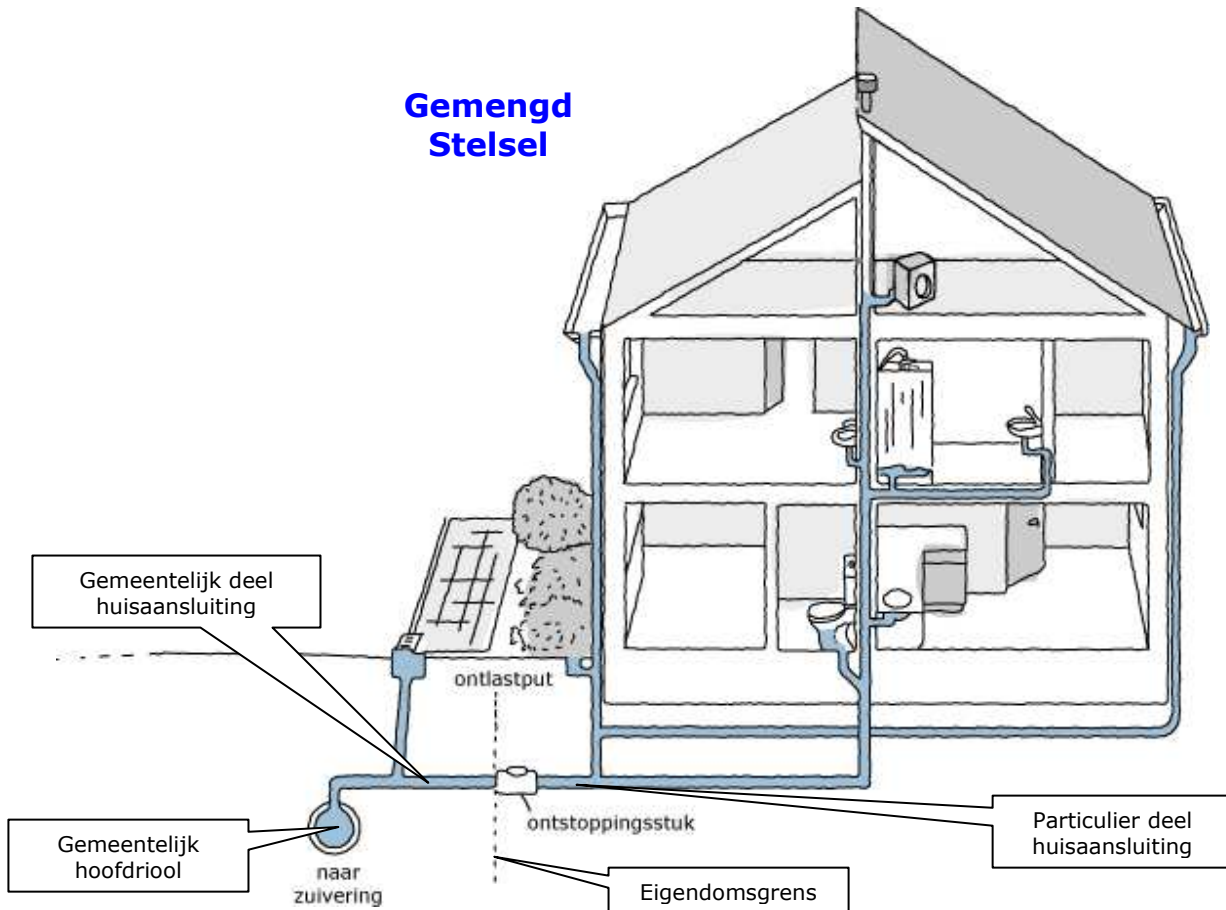 Gemengd
Stelsel
Gemeentelijk deel
huisaansluiting
ontlastput
ontstoppingsstuk
Gemeentelijk
hoofdriool
Particulier deel
huisaansluiting
naar
zuivering
Eigendomsgrens